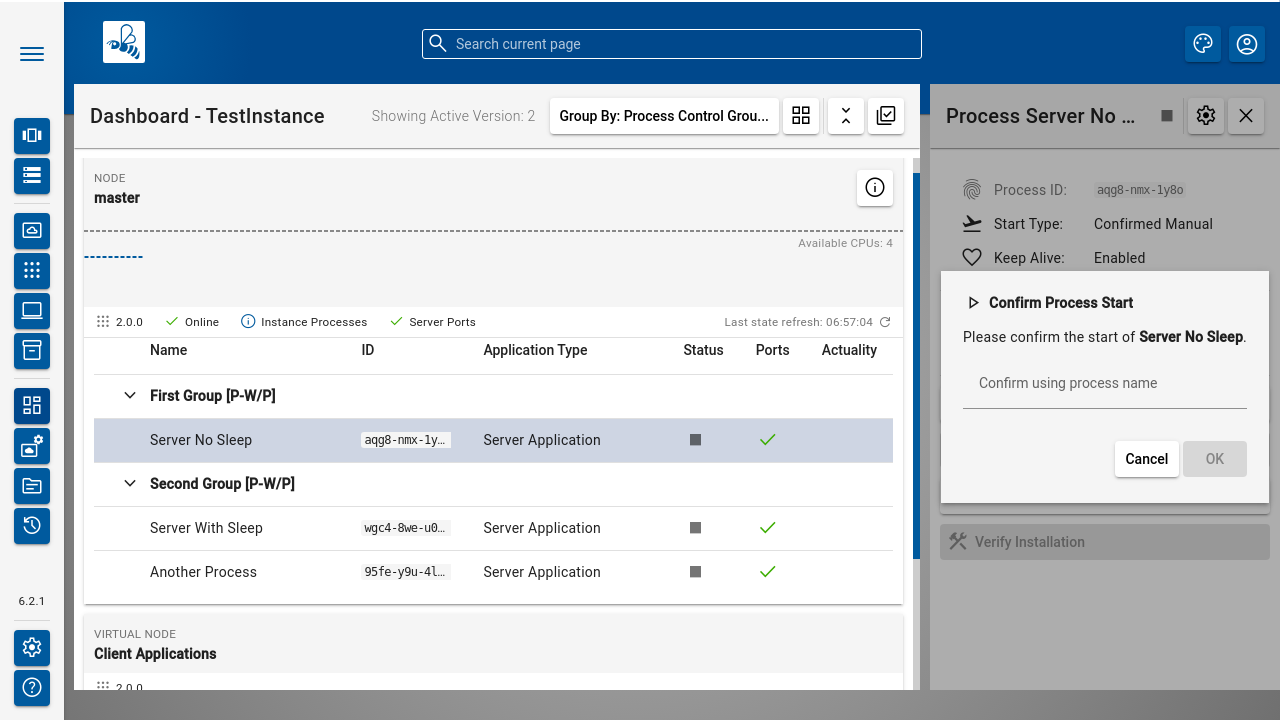 Search current page
Dashboard - TestInstance
Showing Active Version: 2
Group By: Process Control Grou...
Process Server No ...
NODE
master
Available CPUs: 4
2.0.0
Online
Instance Processes
Server Ports
Last state refresh: 06:57:04
Name ID Application Type Status Ports Actuality
First Group [P-W/P]
Server No Sleep aqg8-nmx-1y… Server Application
Second Group [P-W/P]
Server With Sleep wgc4-8we-u0… Server Application
Another Process 95fe-y9u-4l… Server Application
VIRTUAL NODE
Client Applications
2.0.0
Process ID: aqg8-nmx-1y8o
Start Type: Confirmed Manual
Keep Alive: Enabled
Confirm Process Start
Please confirm the start of Server No Sleep.
Confirm using process name
Cancel
OK
Verify Installation
6.2.1